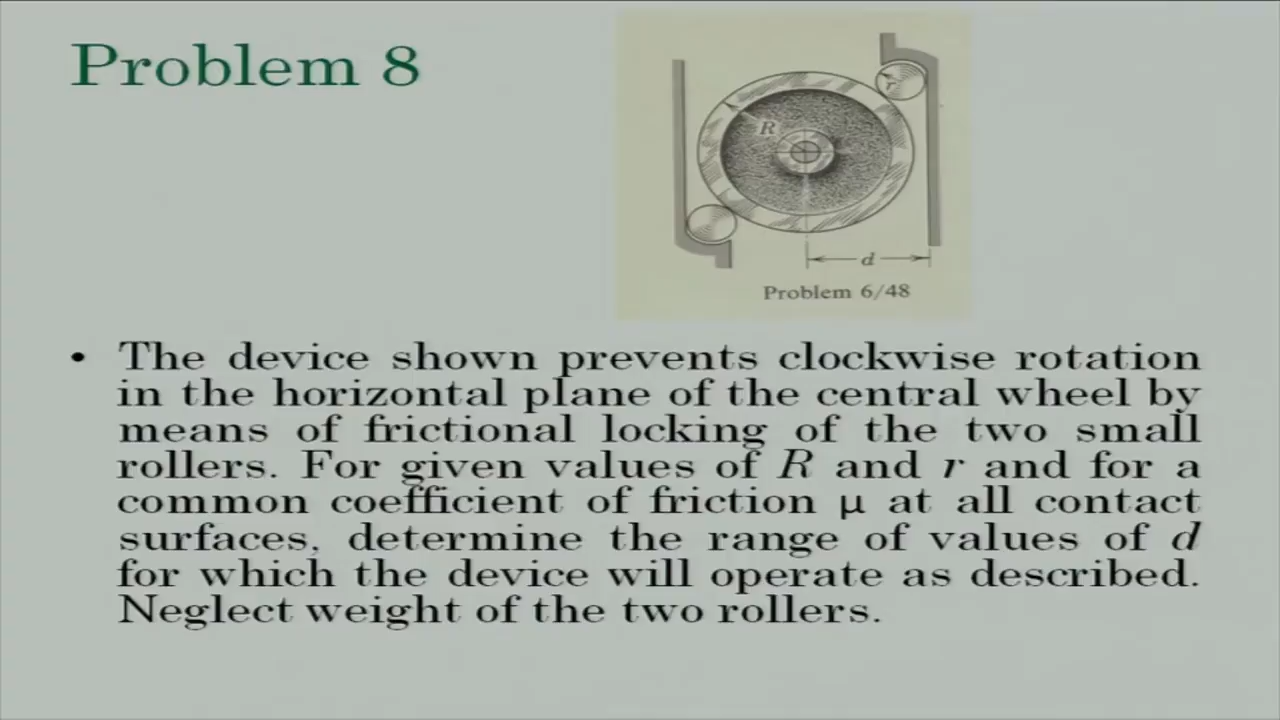 Problem 8
r
R
d
Problem 6/48
• The device shown prevents clockwise rotation
in the horizontal plane of the central wheel by
means of frictional locking of the two small
rollers. For given values of R and r and for a
common coefficient of friction μ at all contact
surfaces, determine the range of values of d
for which the device will operate as described.
Neglect weight of the two rollers.